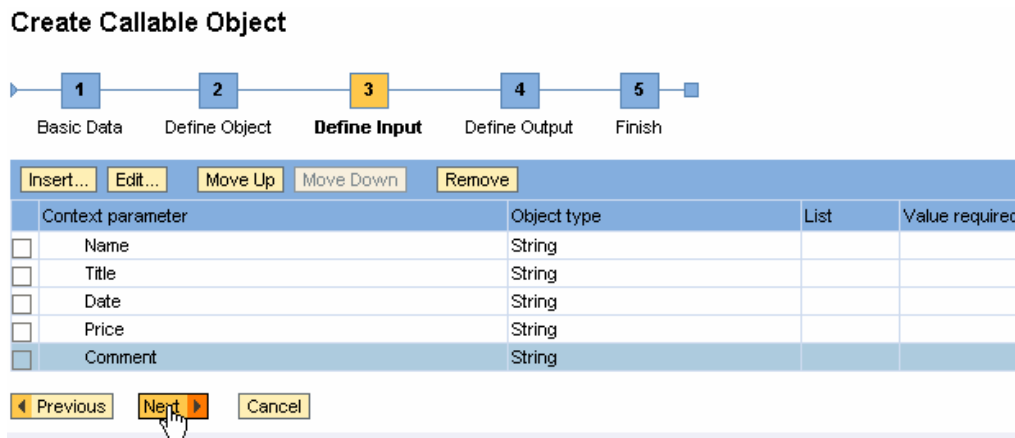 Create Callable Object
1 2 3 4 5
Basic Data Define Object Define Input Define Output Finish
Insert... Edit... Move Up Move Down Remove
Context parameter Object type List Value required
Name String
Title String
Date String
Price String
Comment String
Previous Next Cancel